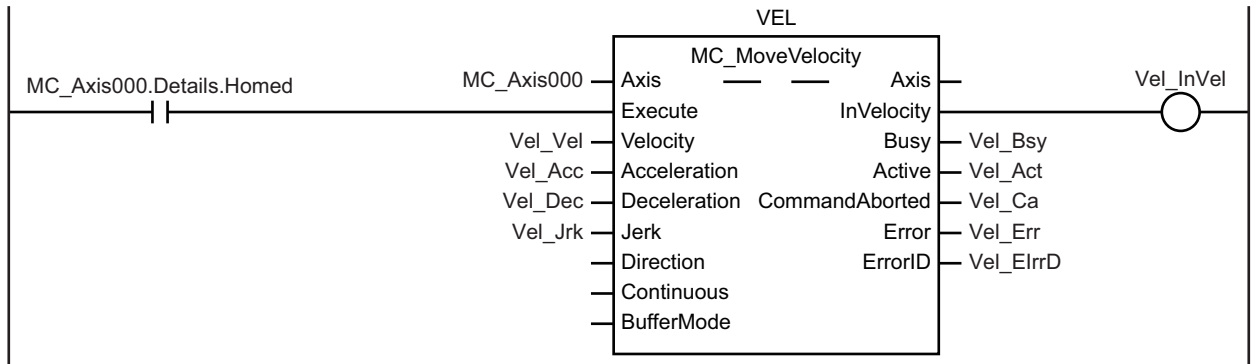 VEL
MC_MoveVelocity
MC_Axis000.Details.Homed
MC_Axis000 Axis Axis
Vel_InVel
Execute InVelocity
Vel_Vel Velocity Busy Vel_Bsy
Vel_Acc Acceleration Active Vel_Act
Vel_Dec Deceleration CommandAborted Vel_Ca
Vel_Jrk Jerk Error Vel_Err
Direction ErrorID Vel_EIrrD
Continuous
BufferMode